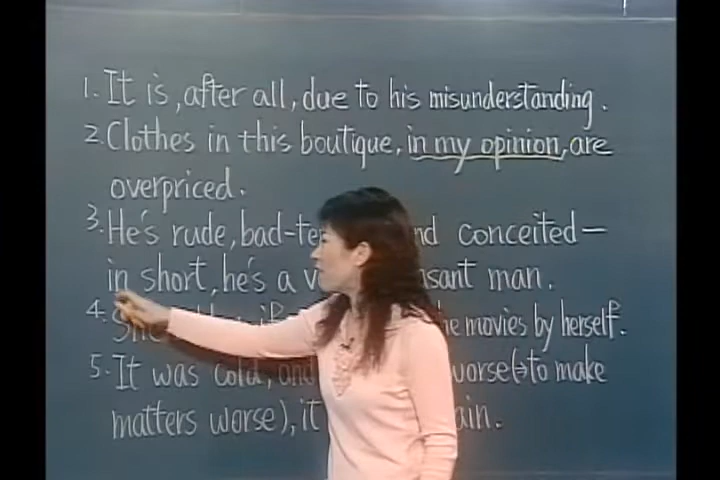 1. It is, after all, due to his misunderstanding.
2. Clothes in this boutique, in my opinion, are
overpriced.
3. He's rude, bad-te nd conceited—
in short, he's a v sant man.
4. She he movies by herself.
5. It was cold, and worse(→to make
matters worse), it ain.